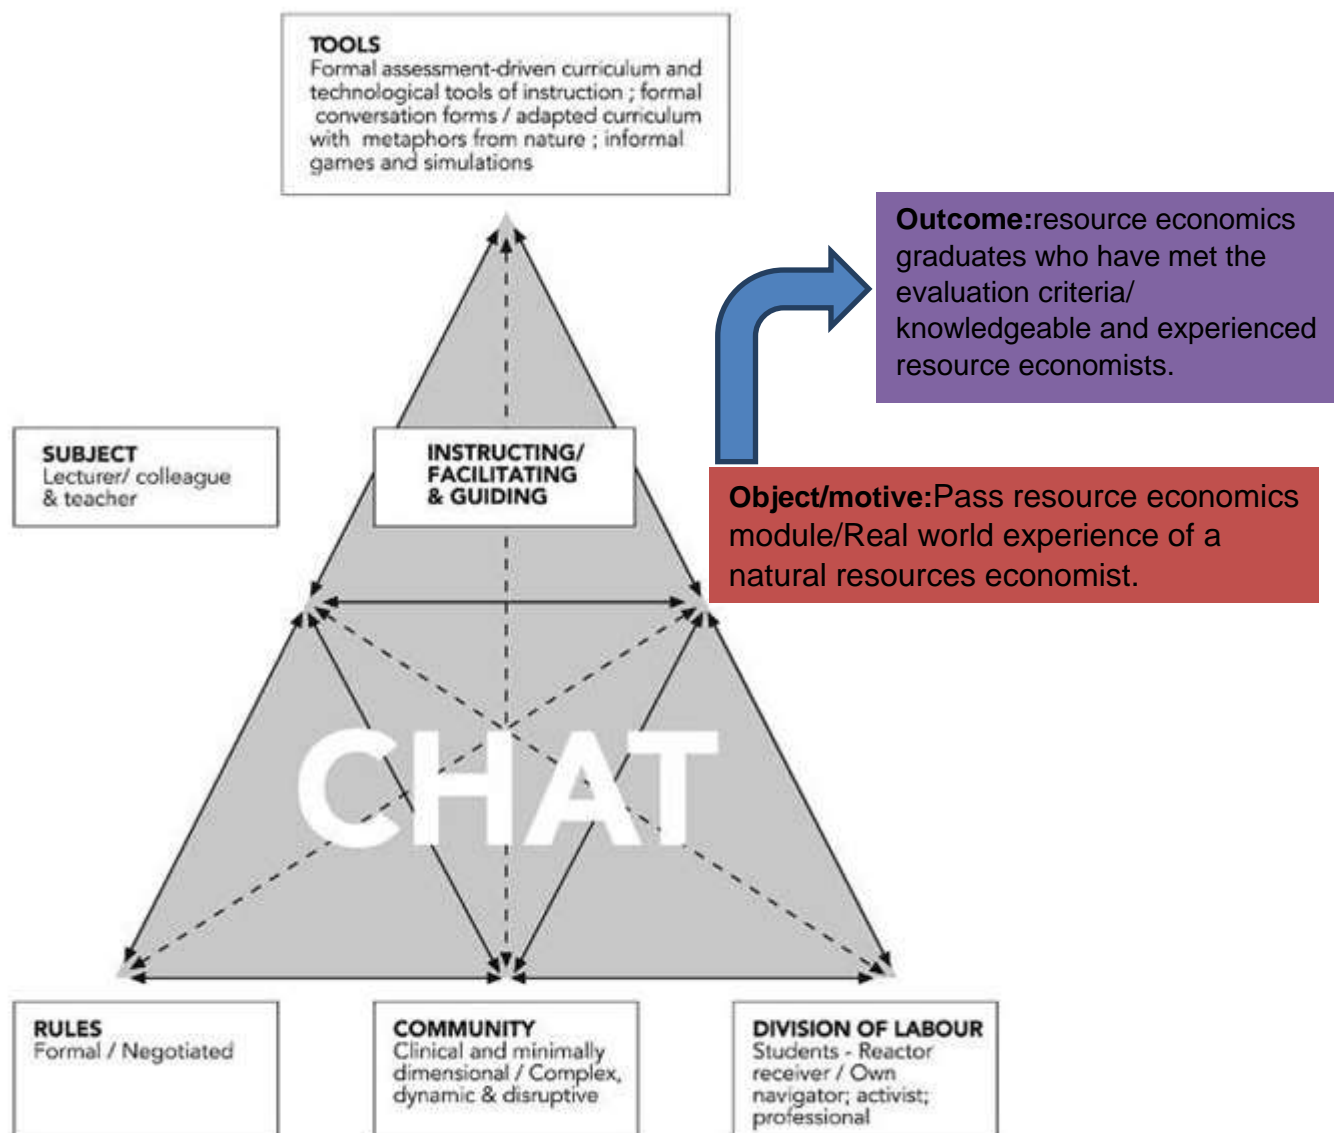 TOOLS
Formal assessment-driven curriculum and
technological tools of instruction ; formal
conversation forms / adapted curriculum
with metaphors from nature ; informal
games and simulations
Outcome:resource economics
graduates who have met the
evaluation criteria/
knowledgeable and experienced
resource economists.
SUBJECT
Lecturer/ colleague
& teacher
INSTRUCTING/
FACILITATING
& GUIDING
Object/motive:Pass resource economics
module/Real world experience of a
natural resources economist.
CHAT
RULES
Formal / Negotiated
COMMUNITY
Clinical and minimally
dimensional / Complex,
dynamic & disruptive
DIVISION OF LABOUR
Students - Reactor
receiver / Own
navigator; activist;
professional